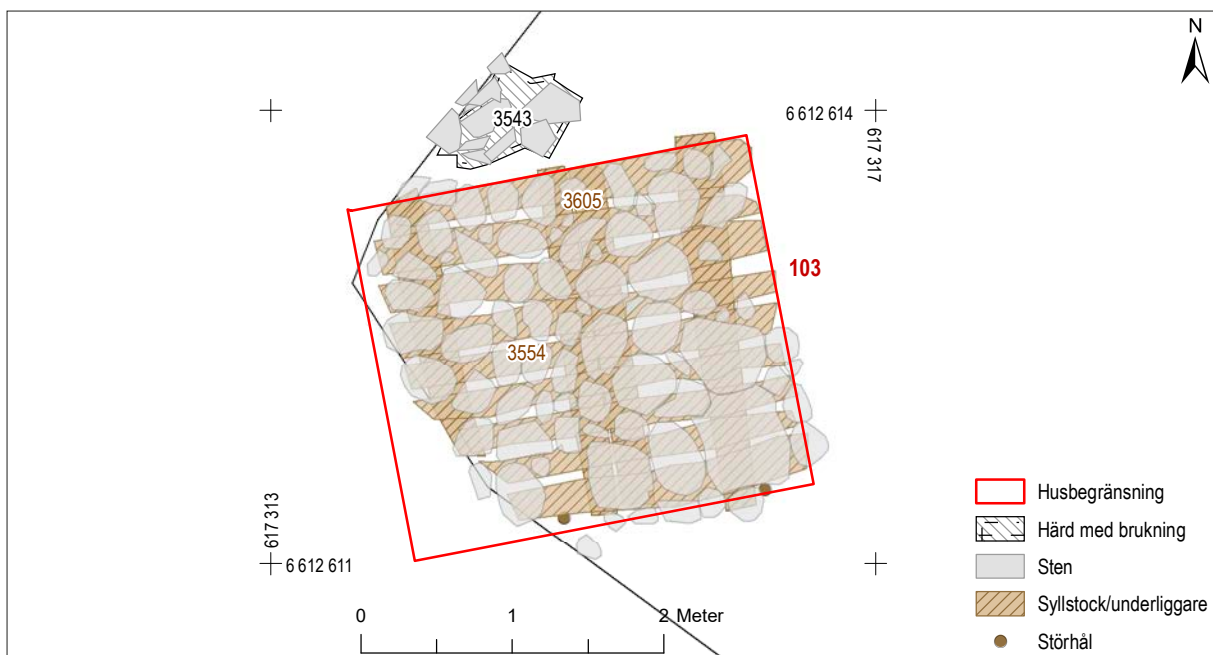 N
6 612 614
617 317
3543
3605
103
3554
617 313
6 612 611
0 1 2 Meter
Husbegränsning
Härd med brukning
Sten
Syllstock/underliggare
Störhål